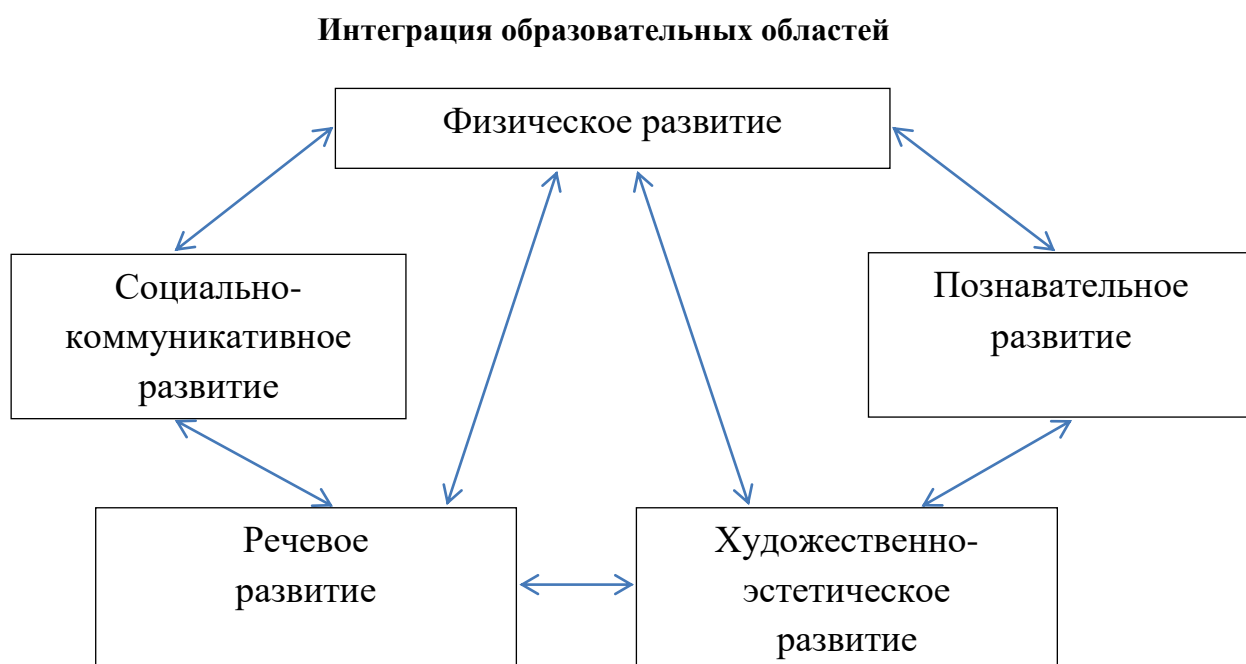 Интеграция образовательных областей
Физическое развитие
Социально-
коммуникативное
развитие
Познавательное
развитие
Речевое
развитие
Художественно-
эстетическое
развитие